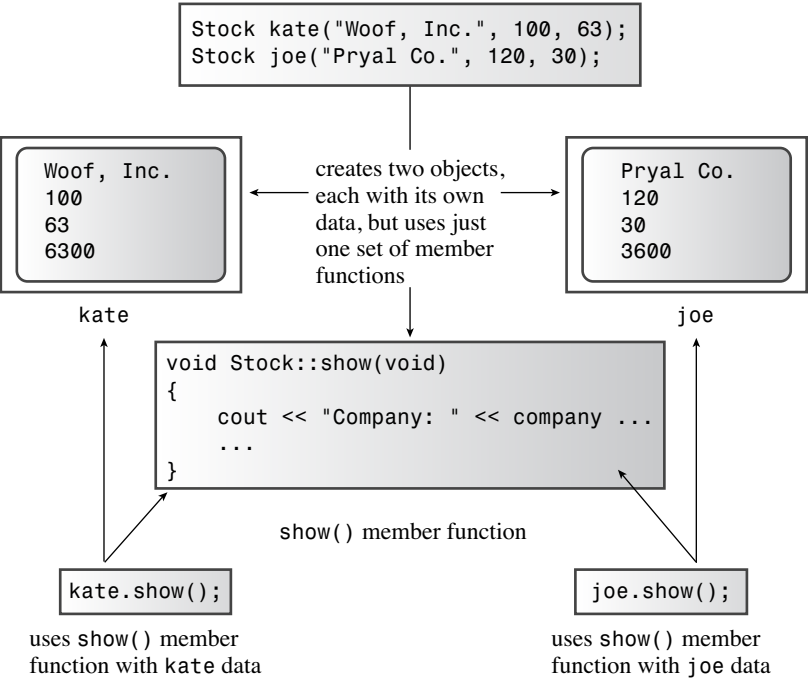 Stock kate("Woof, Inc.", 100, 63);
Stock joe("Pryal Co.", 120, 30);
Woof, Inc.
100
63
6300
kate
creates two objects,
each with its own
data, but uses just
one set of member
functions
Pryal Co.
120
30
3600
joe
void Stock::show(void)
{
    cout << "Company: " << company ...
    ...
}
show() member function
kate.show();
uses show() member
function with kate data
joe.show();
uses show() member
function with joe data